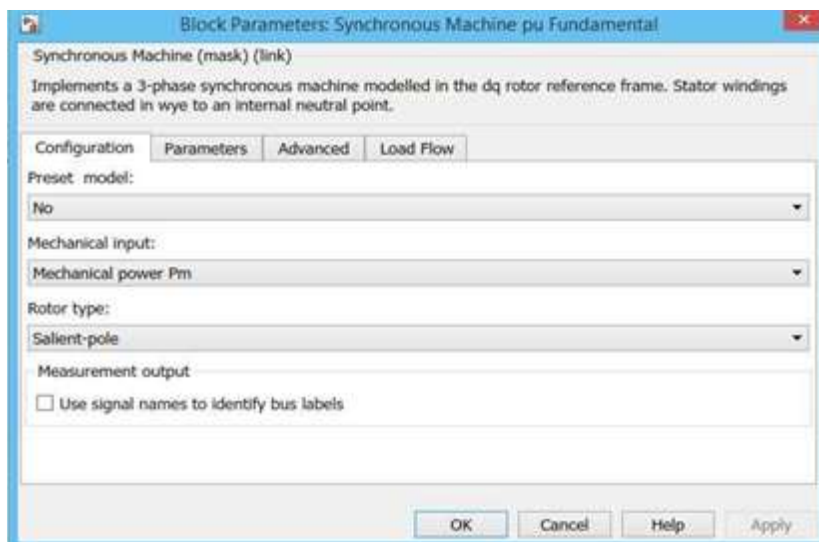 Block Parameters: Synchronous Machine pu Fundamental
Synchronous Machine (mask) (link)
Implements a 3-phase synchronous machine modelled in the dq rotor reference frame. Stator windings
are connected in wye to an internal neutral point.
Configuration Parameters Advanced Load Flow
Preset model:
No
Mechanical input:
Mechanical power Pm
Rotor type:
Salient-pole
Measurement output
Use signal names to identify bus labels
OK Cancel Help Apply